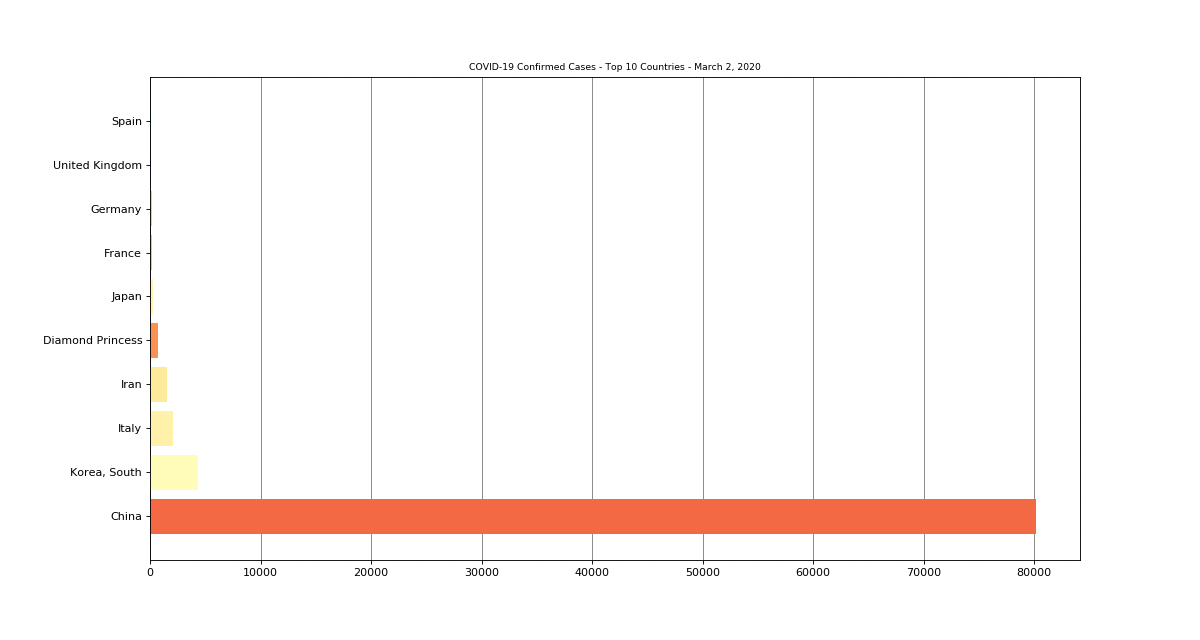 COVID-19 Confirmed Cases - Top 10 Countries - March 2, 2020
Spain
United Kingdom
Germany
France
Japan
Diamond Princess
Iran
Italy
Korea, South
China
0 10000 20000 30000 40000 50000 60000 70000 80000